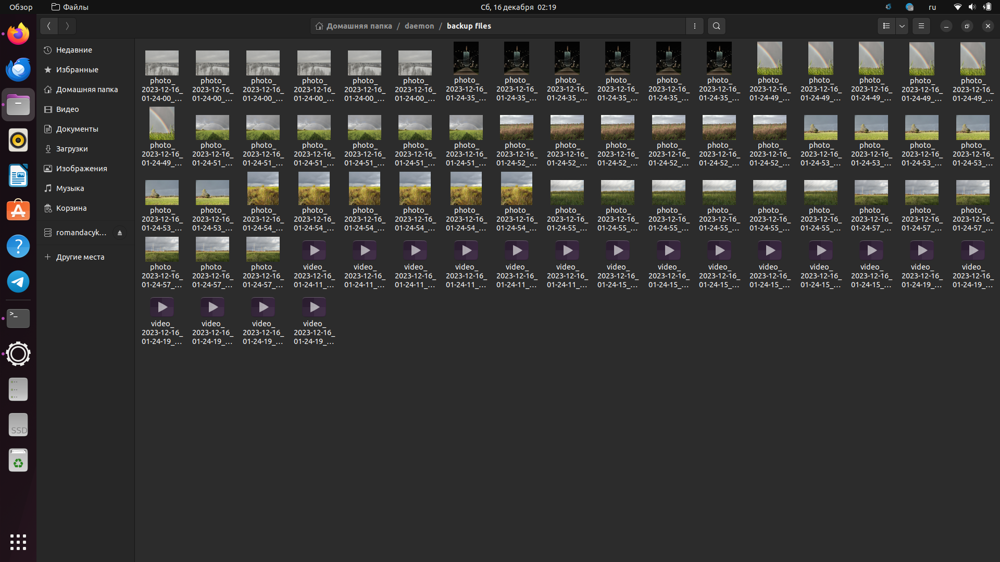 Обзор Файлы Сб, 16 декабря 02:19 ru
Домашняя папка / daemon / backup files
Недавние
Избранные
Домашняя папка
Видео
Документы
Загрузки
Изображения
Музыка
Корзина
romandacyk...
Другие места
photo_ photo_ photo_ photo_ photo_ photo_ photo_ photo_ photo_ photo_ photo_ photo_ photo_ photo_ photo_ photo_ photo_
2023-12-16_ 2023-12-16_ 2023-12-16_ 2023-12-16_ 2023-12-16_ 2023-12-16_ 2023-12-16_ 2023-12-16_ 2023-12-16_ 2023-12-16_ 2023-12-16_ 2023-12-16_ 2023-12-16_ 2023-12-16_ 2023-12-16_ 2023-12-16_ 2023-12-16_
01-24-00_... 01-24-00_... 01-24-00_... 01-24-00_... 01-24-00_... 01-24-00_... 01-24-35_... 01-24-35_... 01-24-35_... 01-24-35_... 01-24-35_... 01-24-35_... 01-24-49_... 01-24-49_... 01-24-49_... 01-24-49_... 01-24-49_...
photo_ photo_ photo_ photo_ photo_ photo_ photo_ photo_ photo_ photo_ photo_ photo_ photo_ photo_ photo_ photo_ photo_
2023-12-16_ 2023-12-16_ 2023-12-16_ 2023-12-16_ 2023-12-16_ 2023-12-16_ 2023-12-16_ 2023-12-16_ 2023-12-16_ 2023-12-16_ 2023-12-16_ 2023-12-16_ 2023-12-16_ 2023-12-16_ 2023-12-16_ 2023-12-16_ 2023-12-16_
01-24-49_... 01-24-51_... 01-24-51_... 01-24-51_... 01-24-51_... 01-24-51_... 01-24-51_... 01-24-52_... 01-24-52_... 01-24-52_... 01-24-52_... 01-24-52_... 01-24-52_... 01-24-53_... 01-24-53_... 01-24-53_... 01-24-53_...
photo_ photo_ photo_ photo_ photo_ photo_ photo_ photo_ photo_ photo_ photo_ photo_ photo_ photo_ photo_ photo_ photo_
2023-12-16_ 2023-12-16_ 2023-12-16_ 2023-12-16_ 2023-12-16_ 2023-12-16_ 2023-12-16_ 2023-12-16_ 2023-12-16_ 2023-12-16_ 2023-12-16_ 2023-12-16_ 2023-12-16_ 2023-12-16_ 2023-12-16_ 2023-12-16_ 2023-12-16_
01-24-53_... 01-24-53_... 01-24-54_... 01-24-54_... 01-24-54_... 01-24-54_... 01-24-54_... 01-24-54_... 01-24-55_... 01-24-55_... 01-24-55_... 01-24-55_... 01-24-55_... 01-24-55_... 01-24-57_... 01-24-57_... 01-24-57_...
photo_ photo_ photo_ video_ video_ video_ video_ video_ video_ video_ video_ video_ video_ video_ video_ video_ video_
2023-12-16_ 2023-12-16_ 2023-12-16_ 2023-12-16_ 2023-12-16_ 2023-12-16_ 2023-12-16_ 2023-12-16_ 2023-12-16_ 2023-12-16_ 2023-12-16_ 2023-12-16_ 2023-12-16_ 2023-12-16_ 2023-12-16_ 2023-12-16_ 2023-12-16_
01-24-57_... 01-24-57_... 01-24-57_... 01-24-11_... 01-24-11_... 01-24-11_... 01-24-11_... 01-24-11_... 01-24-11_... 01-24-15_... 01-24-15_... 01-24-15_... 01-24-15_... 01-24-15_... 01-24-15_... 01-24-19_... 01-24-19_...
video_ video_ video_ video_
2023-12-16_ 2023-12-16_ 2023-12-16_ 2023-12-16_
01-24-19_... 01-24-19_... 01-24-19_... 01-24-19_...
SSD